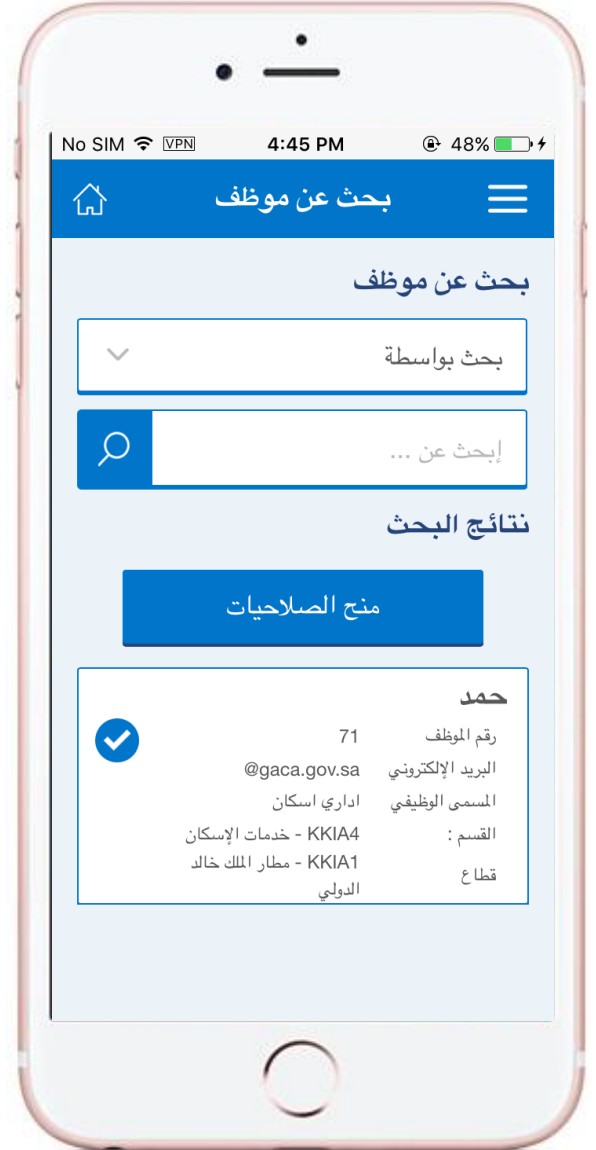 No SIM VPN 4:45 PM 48%
بحث عن موظف
بحث عن موظف
بحث بواسطة
إبحث عن ...
نتائج البحث
منح الصلاحيات
حمد
رقم الموظف 71
البريد الإلكتروني @gaca.gov.sa
المسمى الوظيفي اداري اسكان
القسم : KKIA4 - خدمات الإسكان
قطاع KKIA1 - مطار الملك خالد
الدولي